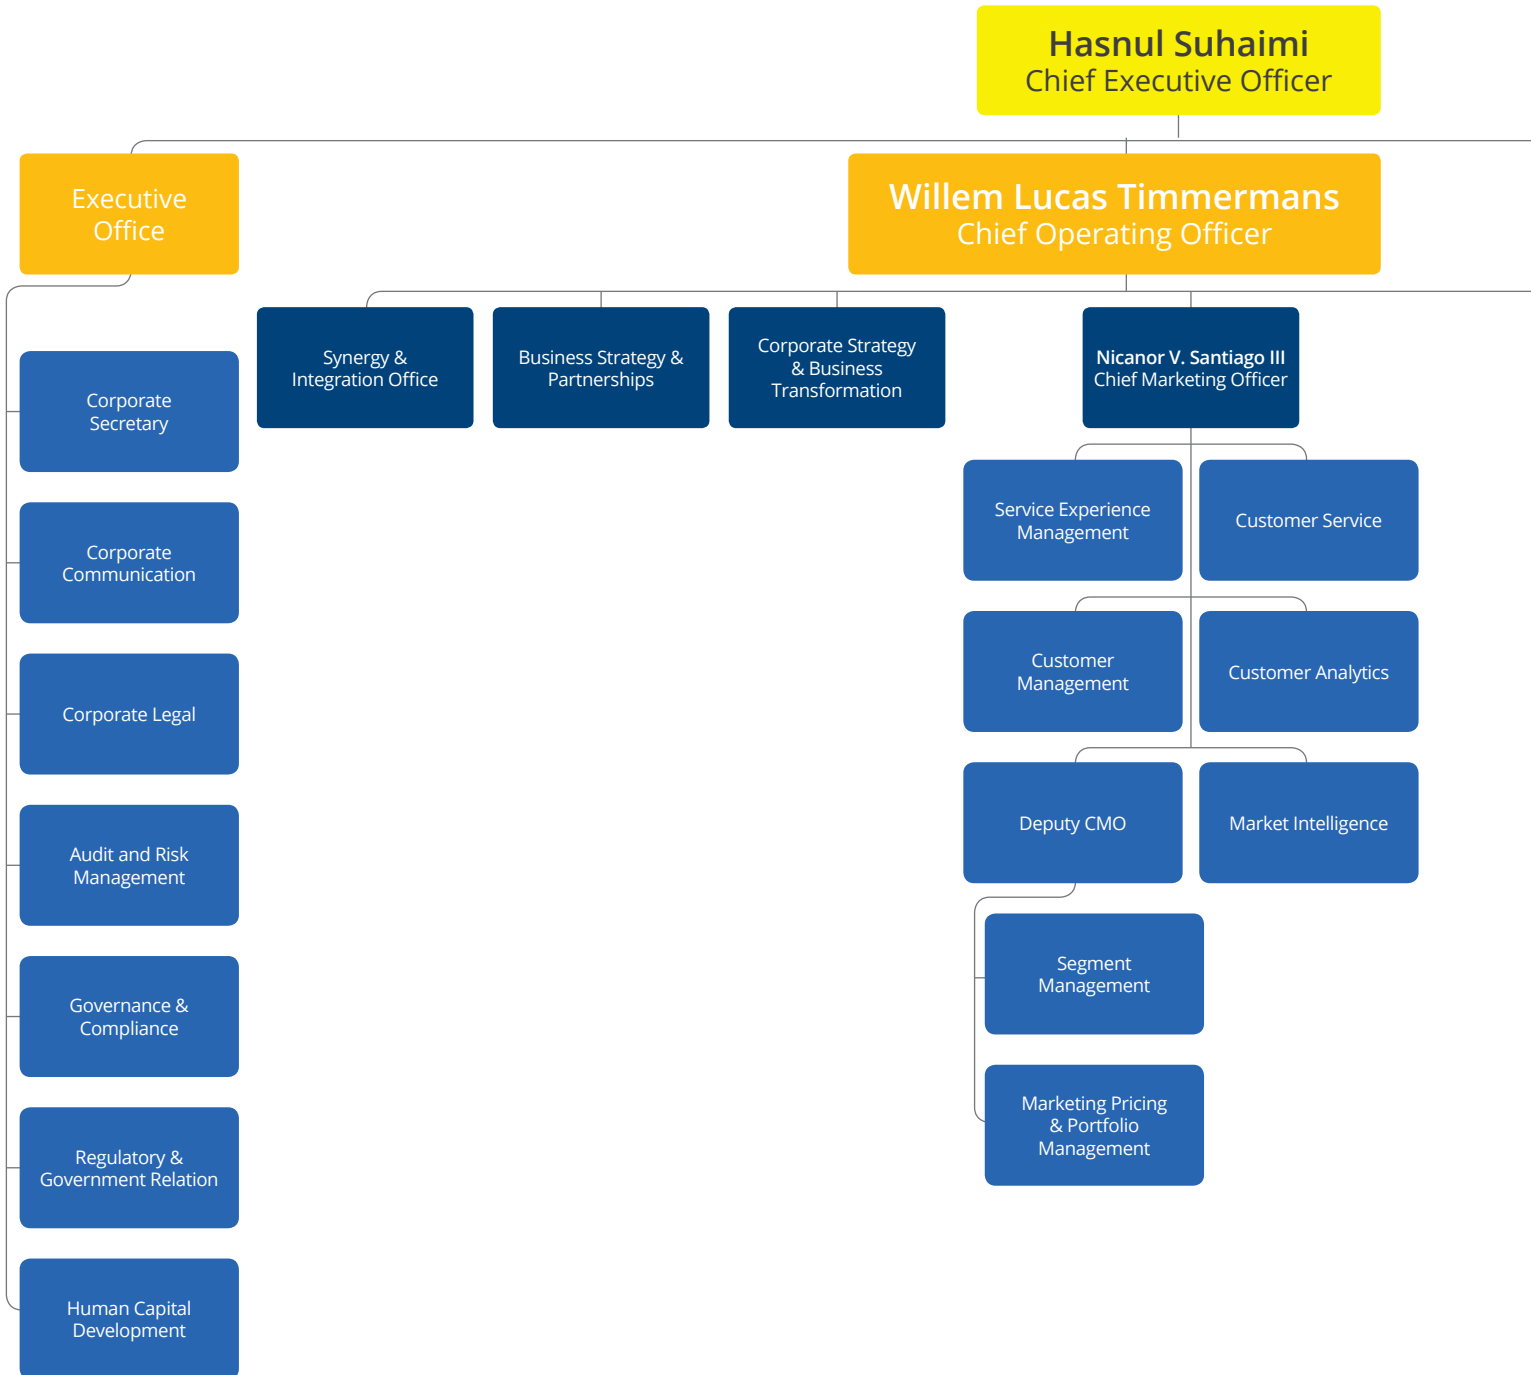 Hasnul Suhaimi
Chief Executive Officer
Executive
Office
Willem Lucas Timmermans
Chief Operating Officer
Synergy &
Integration Office
Business Strategy &
Partnerships
Corporate Strategy
& Business
Transformation
Nicanor V. Santiago III
Chief Marketing Officer
Corporate
Secretary
Corporate
Communication
Corporate Legal
Audit and Risk
Management
Governance &
Compliance
Regulatory &
Government Relation
Human Capital
Development
Service Experience
Management
Customer Service
Customer
Management
Customer Analytics
Deputy CMO
Market Intelligence
Segment
Management
Marketing Pricing
& Portfolio
Management